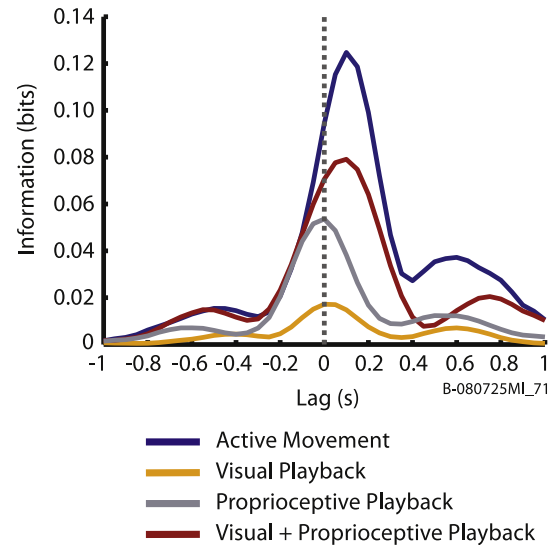 0.14
0.12
0.10
0.08
0.06
0.04
0.02
0
Information (bits)
-1 -0.8 -0.6 -0.4 -0.2 0 0.2 0.4 0.6 0.8 1
Lag (s)
B-080725MI_71
Active Movement
Visual Playback
Proprioceptive Playback
Visual + Proprioceptive Playback